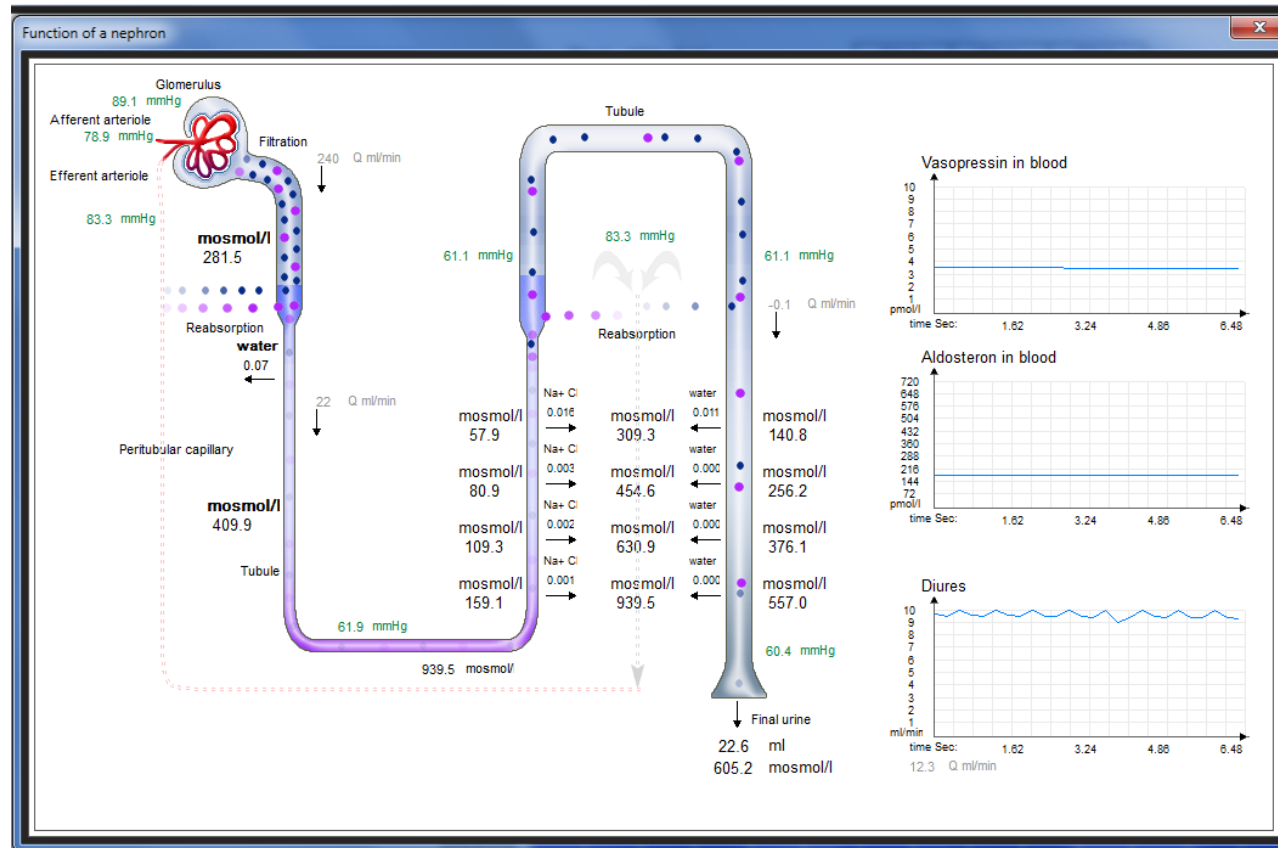 Function of a nephron
Glomerulus
89.1 mmHg
Afferent arteriole
78.9 mmHg
Filtration
240 Q ml/min
Efferent arteriole
83.3 mmHg
mosmol/l
281.5
Reabsorption
water
0.07
22 Q ml/min
Peritubular capillary
mosmol/l
409.9
Tubule
61.9 mmHg
939.5 mosmol/
Tubule
61.1 mmHg
83.3 mmHg
61.1 mmHg
-0.1 Q ml/min
Reabsorption
Na+ Cl water
mosmol/l 0.016 mosmol/l 0.011 mosmol/l
57.9 309.3 140.8
Na+ Cl water
mosmol/l 0.003 mosmol/l 0.000 mosmol/l
80.9 454.6 256.2
Na+ Cl water
mosmol/l 0.002 mosmol/l 0.000 mosmol/l
109.3 630.9 376.1
Na+ Cl water
mosmol/l 0.001 mosmol/l 0.000 mosmol/l
159.1 939.5 557.0
60.4 mmHg
Final urine
22.6 ml
605.2 mosmol/l
Vasopressin in blood
10
9
8
7
6
5
4
3
2
1
pmol/l
time Sec: 1.62 3.24 4.86 6.48
Aldosteron in blood
720
648
576
504
432
360
288
216
144
72
pmol/l
time Sec: 1.62 3.24 4.86 6.48
Diures
10
9
8
7
6
5
4
3
2
1
ml/min
time Sec: 1.62 3.24 4.86 6.48
12.3 Q ml/min